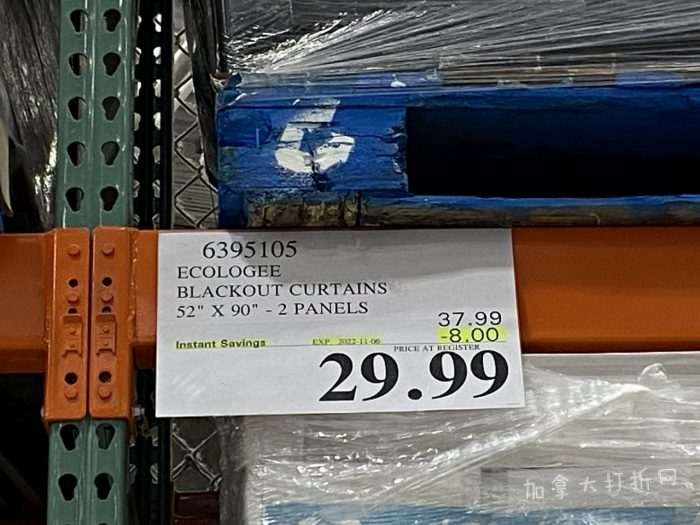 6395105
ECOLOGEE
BLACKOUT CURTAINS
52" X 90" - 2 PANELS
37.99
Instant Savings EXP. 2022-11-06 -8.00
PRICE AT REGISTER
29.99
加拿大打折网